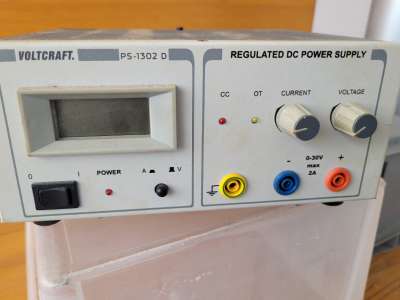 VOLTCRAFT.
PS-1302 D
REGULATED DC POWER SUPPLY
CC
OT
CURRENT
VOLTAGE
0
I
POWER
A
V
-
0-30V
max
2A
+